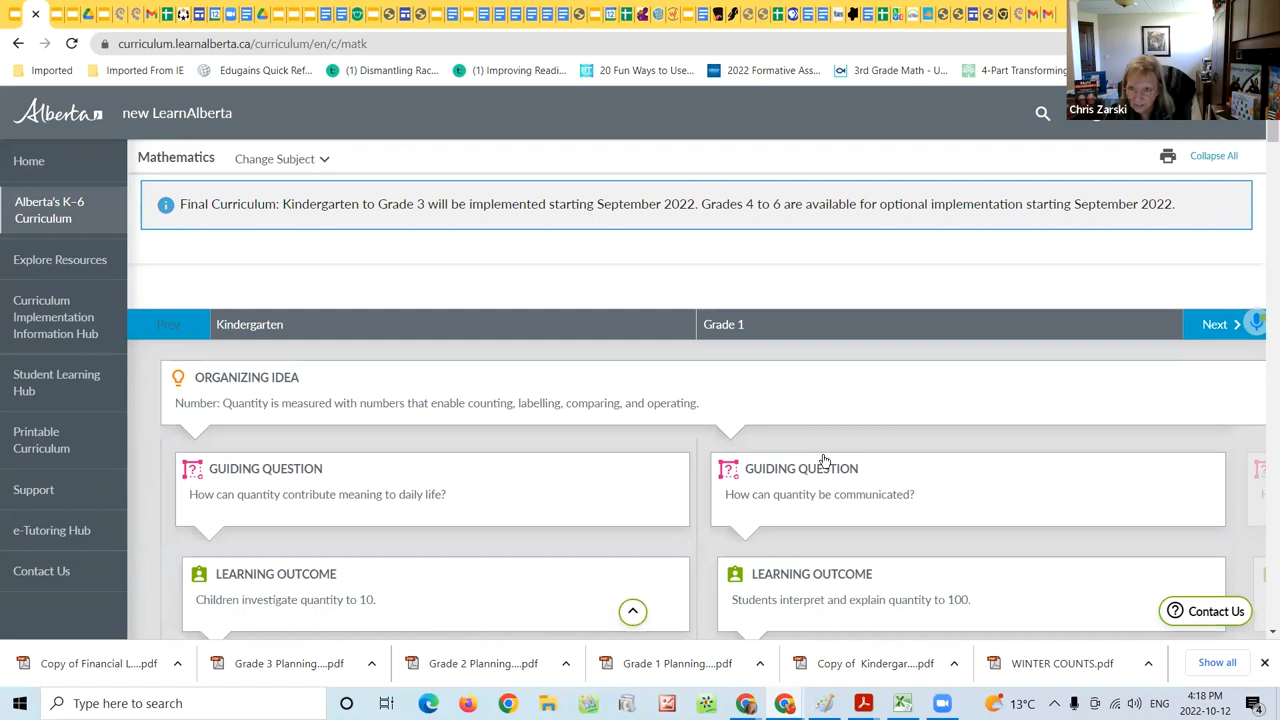 curriculum.learnalberta.ca/curriculum/en/c/matk
Imported
Imported From IE
Edugains Quick Ref...
(1) Dismantling Rac...
(1) Improving Readi...
20 Fun Ways to Use...
2022 Formative Ass...
3rd Grade Math - U...
4-Part Transforming
Chris Zarski
Alberta
new LearnAlberta
Home
Mathematics
Change Subject
Collapse All
Alberta's K–6
Curriculum
Final Curriculum: Kindergarten to Grade 3 will be implemented starting September 2022. Grades 4 to 6 are available for optional implementation starting September 2022.
Explore Resources
Curriculum
Implementation
Information Hub
Student Learning
Hub
Printable
Curriculum
Support
e-Tutoring Hub
Contact Us
Prev
Kindergarten
Grade 1
Next
ORGANIZING IDEA
Number: Quantity is measured with numbers that enable counting, labelling, comparing, and operating.
GUIDING QUESTION
How can quantity contribute meaning to daily life?
GUIDING QUESTION
How can quantity be communicated?
LEARNING OUTCOME
Children investigate quantity to 10.
LEARNING OUTCOME
Students interpret and explain quantity to 100.
Contact Us
Copy of Financial L....pdf
Grade 3 Planning....pdf
Grade 2 Planning....pdf
Grade 1 Planning....pdf
Copy of Kindergar....pdf
WINTER COUNTS.pdf
Show all
Type here to search
13°C
ENG
4:18 PM
2022-10-12
4